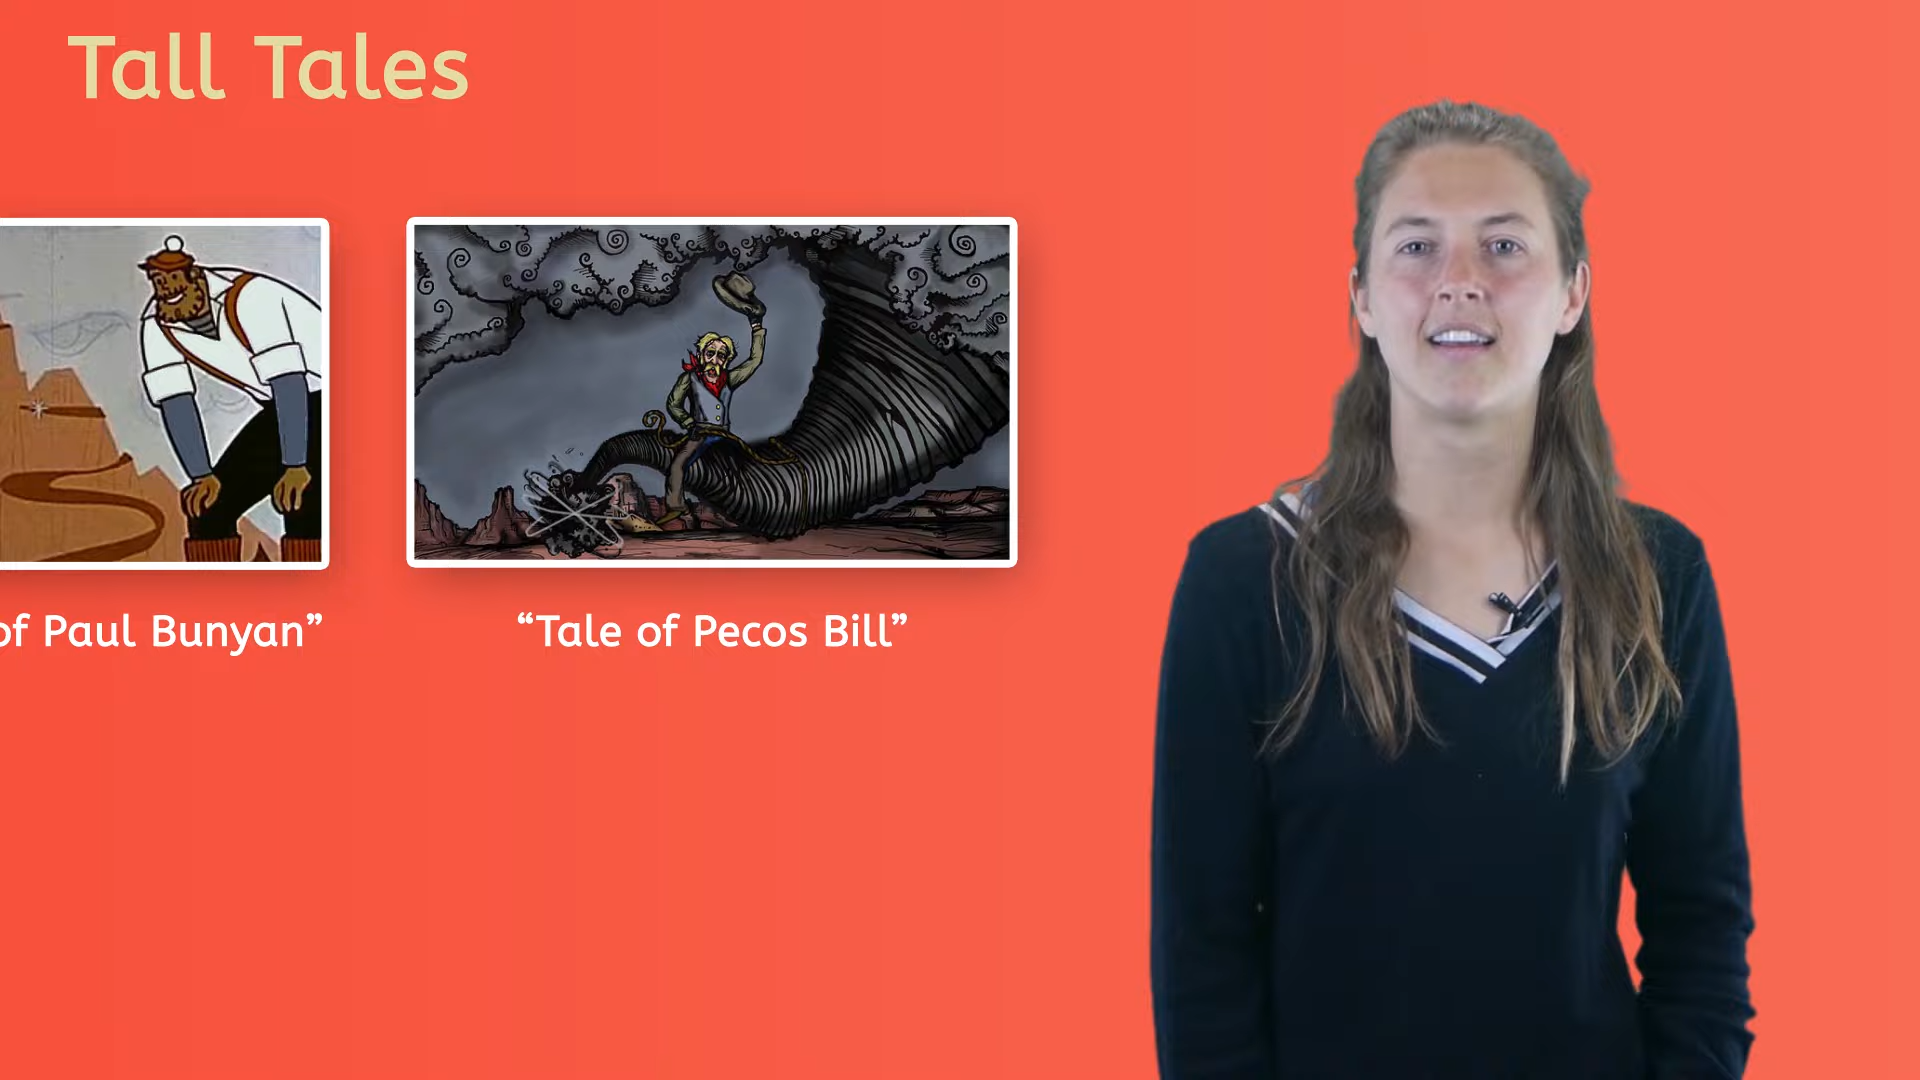 Tall Tales
of Paul Bunyan”
“Tale of Pecos Bill”